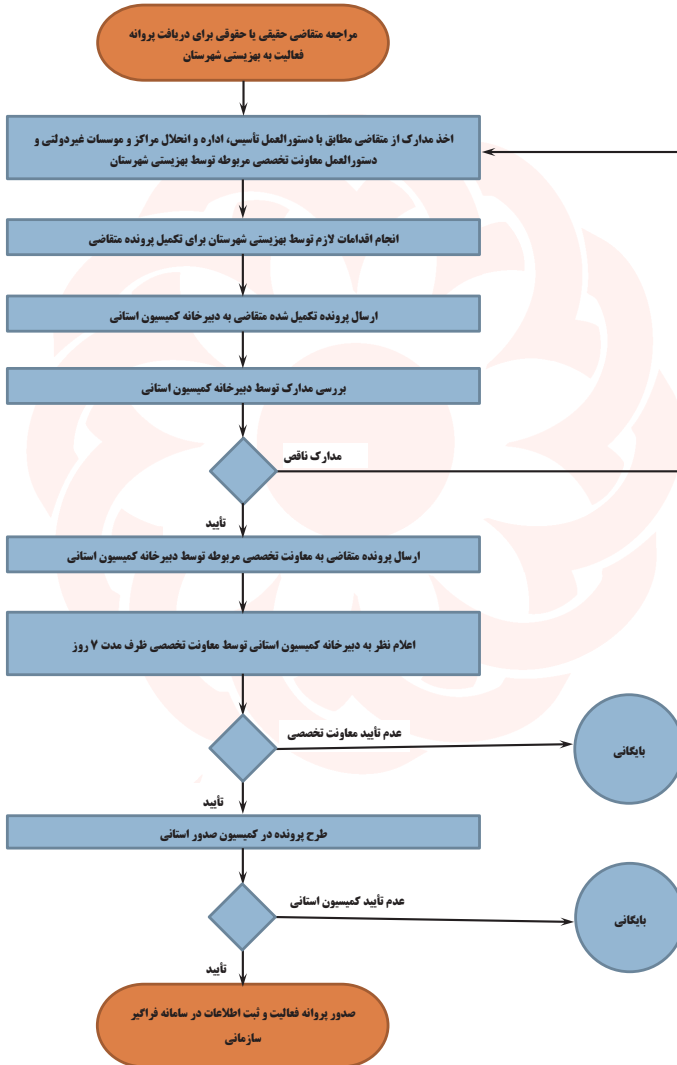 مراجعه متقاضی حقیقی یا حقوقی برای دریافت پروانه
فعالیت به بهزیستی شهرستان
اخذ مدارک از متقاضی مطابق با دستورالعمل تأسیس، اداره و انحلال مراکز و موسسات غیردولتی و
دستورالعمل معاونت تخصصی مربوطه توسط بهزیستی شهرستان
انجام اقدامات لازم توسط بهزیستی شهرستان برای تکمیل پرونده متقاضی
ارسال پرونده تکمیل شده متقاضی به دبیرخانه کمیسیون استانی
بررسی مدارک توسط دبیرخانه کمیسیون استانی
مدارک ناقص
تأیید
ارسال پرونده متقاضی به معاونت تخصصی مربوطه توسط دبیرخانه کمیسیون استانی
اعلام نظر به دبیرخانه کمیسیون استانی توسط معاونت تخصصی ظرف مدت ۷ روز
عدم تأیید معاونت تخصصی
بایگانی
تأیید
طرح پرونده در کمیسیون صدور استانی
عدم تأیید کمیسیون استانی
بایگانی
تأیید
صدور پروانه فعالیت و ثبت اطلاعات در سامانه فراگیر
سازمانی